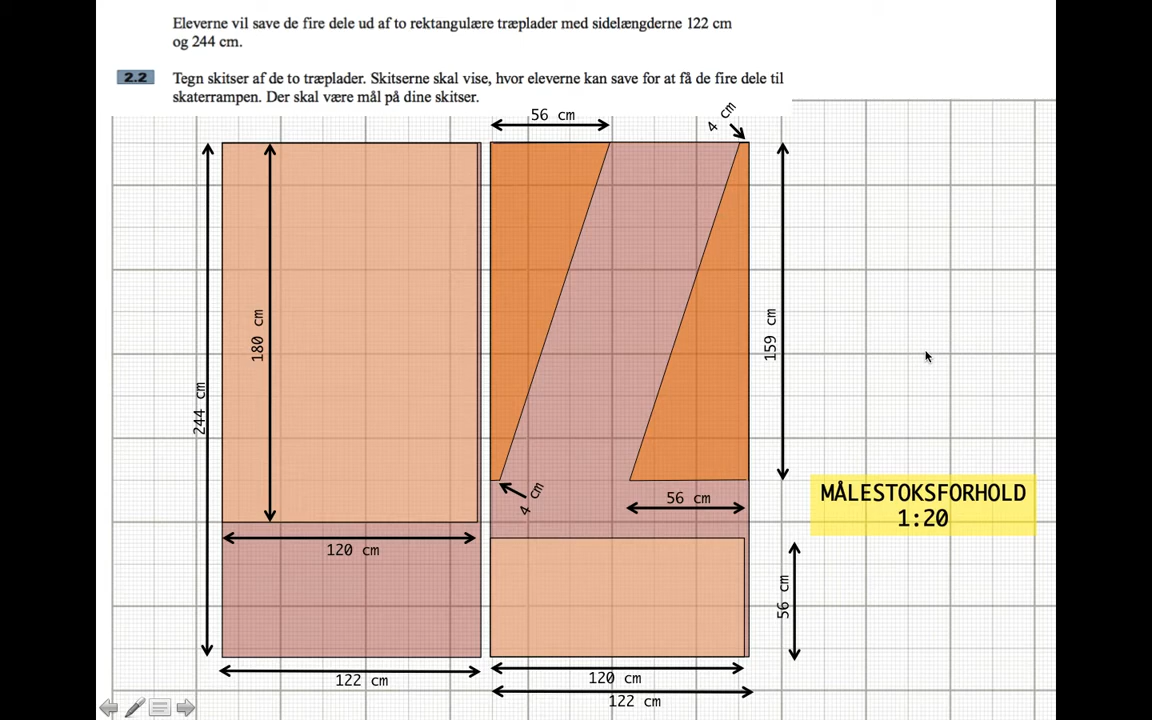 Eleverne vil save de fire dele ud af to rektangulære træplader med sidelængderne 122 cm
og 244 cm.
2.2 Tegn skitser af de to træplader. Skitserne skal vise, hvor eleverne kan save for at få de fire dele til
skaterrampen. Der skal være mål på dine skitser.
56 cm
4 cm
180 cm
159 cm
244 cm
4 cm
56 cm
MÅLESTOKSFORHOLD
1:20
120 cm
56 cm
122 cm
120 cm
122 cm